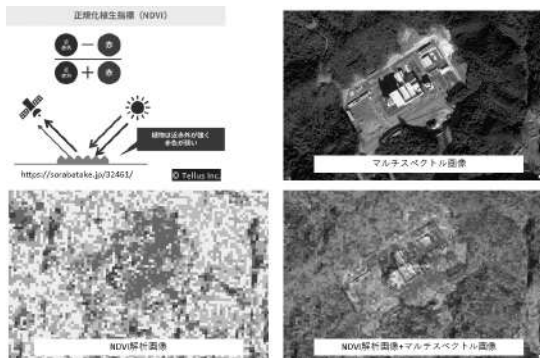 正規化植生指標（NDVI）
近赤外 － 赤
近赤外 ＋ 赤
植物は近赤外が強く
赤色が弱い
https://sorabatake.jp/32461/
© Tellus Inc.
マルチスペクトル画像
NDVI解析画像
NDVI解析画像+マルチスペクトル画像